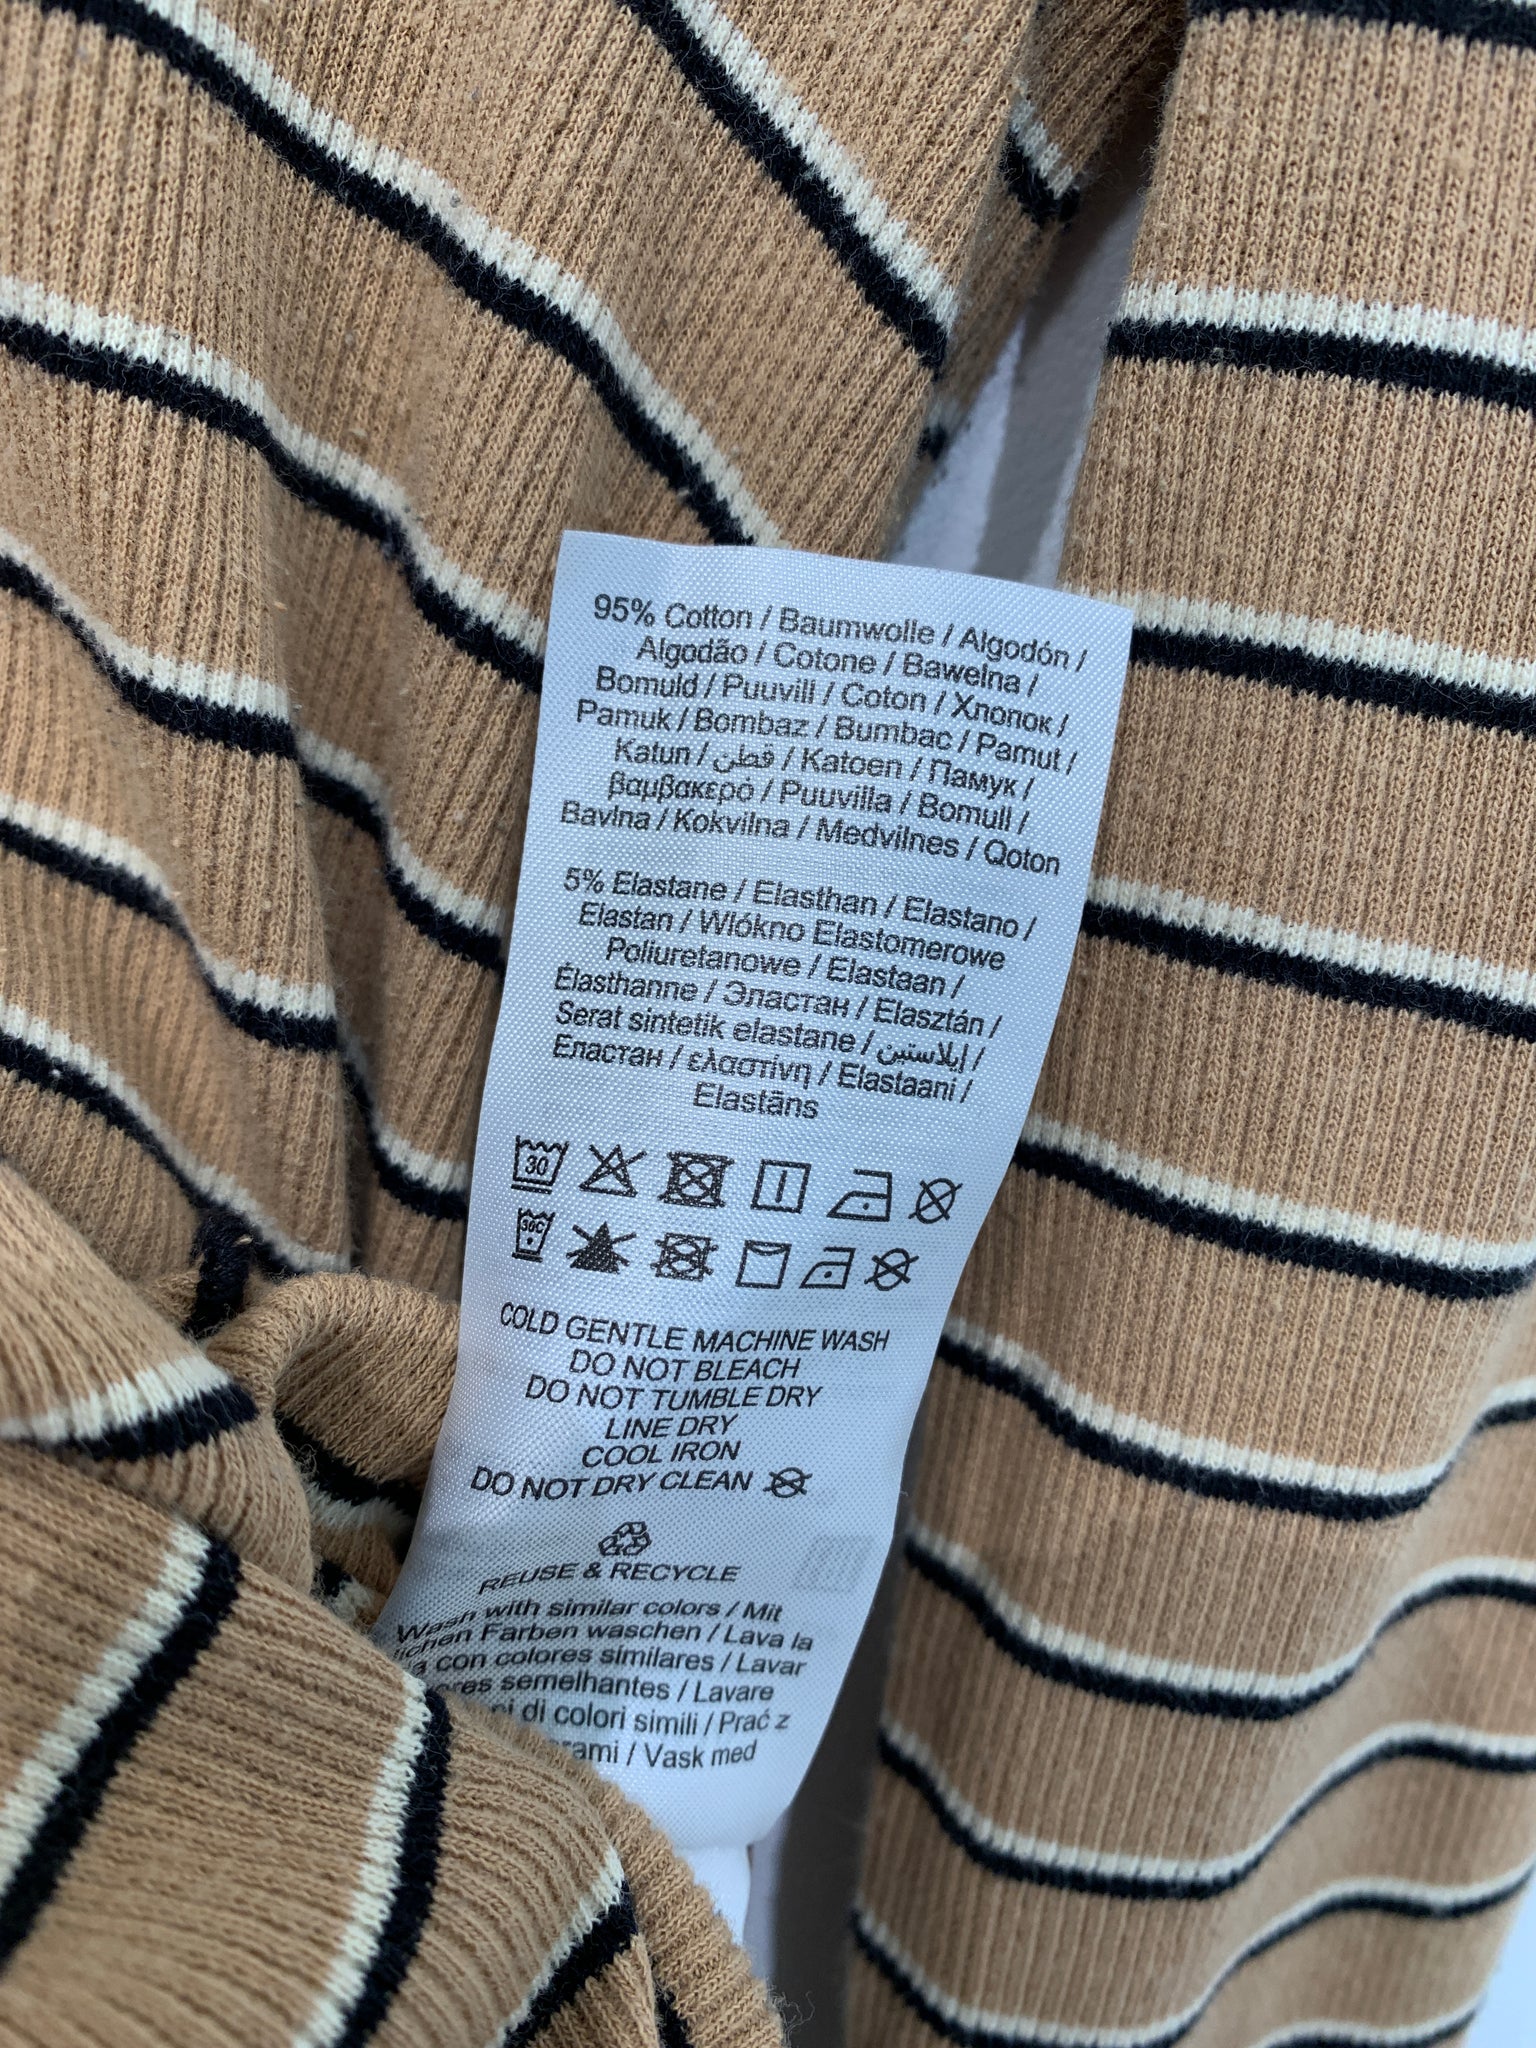 95% Cotton / Baumwolle / Algodón /
Algodão / Cotone / Bawełna /
Bomuld / Puuvill / Coton / Хлопок /
Pamuk / Bombaz / Bumbac / Pamut /
Katun / قطن / Katoen / Памук /
βαμβακερό / Puuvilla / Bomull /
Bavlna / Kokvilna / Medvilnes / Qoton
5% Elastane / Elasthan / Elastano /
Elastan / Włókno Elastomerowe
Poliuretanowe / Elastaan /
Élasthanne / Эластан / Elasztán /
Serat sintetik elastane / إيلاستين /
Еластан / ελαστίνη / Elastaani /
Elastāns
30
30C
COLD GENTLE MACHINE WASH
DO NOT BLEACH
DO NOT TUMBLE DRY
LINE DRY
COOL IRON
DO NOT DRY CLEAN
REUSE & RECYCLE
Wash with similar colors / Mit
Farben waschen / Lava la
con colores similares / Lavar
semelhantes / Lavare
di colori simili / Prać z
/ Vask med